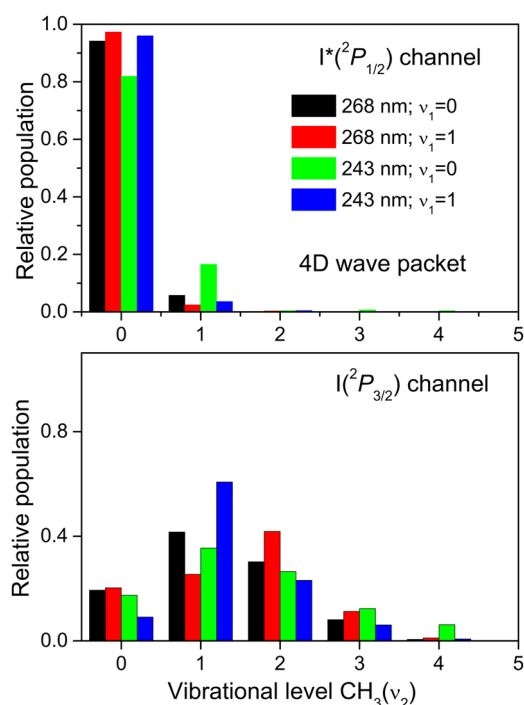 1.0
I*(²P₁/₂) channel
0.8
268 nm; ν₁=0
268 nm; ν₁=1
0.6
243 nm; ν₁=0
0.4
243 nm; ν₁=1
0.2
4D wave packet
0.0
Relative population
0 1 2 3 4 5
I(²P₃/₂) channel
0.8
0.4
0.0
Relative population
0 1 2 3 4 5
Vibrational level CH₃(ν₂)